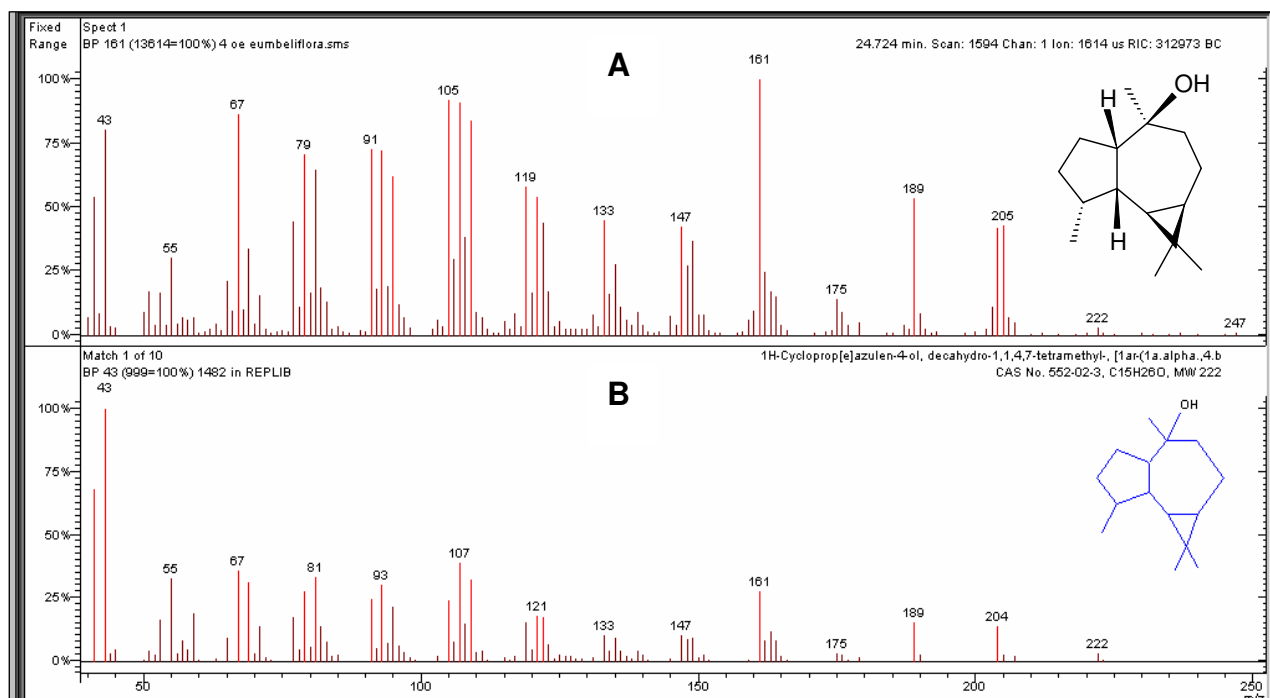 Fixed
Range
Spect 1
BP 161 (13614=100%) 4 oe eumbeliflora.sms
24.724 min. Scan: 1594 Chan: 1 Ion: 1614 us RIC: 312973 BC
A
161
100%
105
67
43
79
91
75%
119
189
50%
133
147
205
55
25%
175
222
247
0%
H
OH
H
Match 1 of 10
BP 43 (999=100%) 1482 in REPLIB
1H-Cycloprop[e]azulen-4-ol, decahydro-1,1,4,7-tetramethyl-, [1ar-(1a.alpha.,4.b
CAS No. 552-02-3, C15H26O, MW 222
B
43
100%
OH
75%
50%
107
55
67
81
93
161
25%
121
133
147
189
204
175
222
0%
50
100
150
200
250